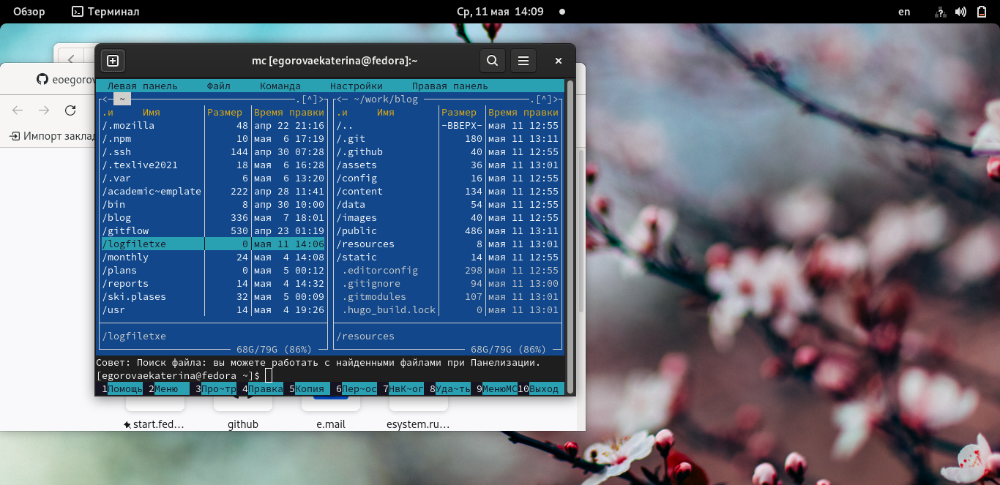 Обзор Терминал Ср, 11 мая 14:09 en
mc [egorovaekaterina@fedora]:~
eoegorov
Импорт заклад
Левая панель Файл Команда Настройки Правая панель
<─ ~ .[^]> <─ ~/work/blog .[^]>
.и Имя Размер Время правки .и Имя Размер Время правки
/.mozilla 48 апр 22 21:16 /.. -ВВЕРХ- мая 11 12:55
/.npm 10 мая 6 17:19 /.git 180 мая 11 13:11
/.ssh 144 апр 30 07:28 /.github 40 мая 11 12:55
/.texlive2021 18 мая 6 16:28 /assets 36 мая 11 13:01
/.var 6 мая 6 13:20 /config 16 мая 11 12:55
/academic~emplate 222 апр 28 11:41 /content 134 мая 11 12:55
/bin 8 апр 30 10:00 /data 54 мая 11 12:55
/blog 336 мая 7 18:01 /images 40 мая 11 12:55
/gitflow 530 апр 23 01:19 /public 486 мая 11 13:11
/logfiletxe 0 мая 11 14:06 /resources 8 мая 11 13:01
/monthly 24 мая 4 14:08 /static 14 мая 11 12:55
/plans 0 мая 5 00:12 .editorconfig 298 мая 11 12:55
/reports 14 мая 4 14:32 .gitignore 94 мая 11 13:00
/ski.plases 32 мая 5 00:09 .gitmodules 107 мая 11 13:01
/usr 14 мая 4 19:26 .hugo_build.lock 0 мая 11 13:01
/logfiletxe /resources
68G/79G (86%) 68G/79G (86%)
Совет: Поиск файла: вы можете работать с найденными файлами при Панелизации.
[egorovaekaterina@fedora ~]$
1Помощь 2Меню 3Про~тр 4Правка 5Копия 6Пер~ос 7НвК~ог 8Уда~ть 9МенюMC 10Выход
start.fed… github e.mail esystem.ru…